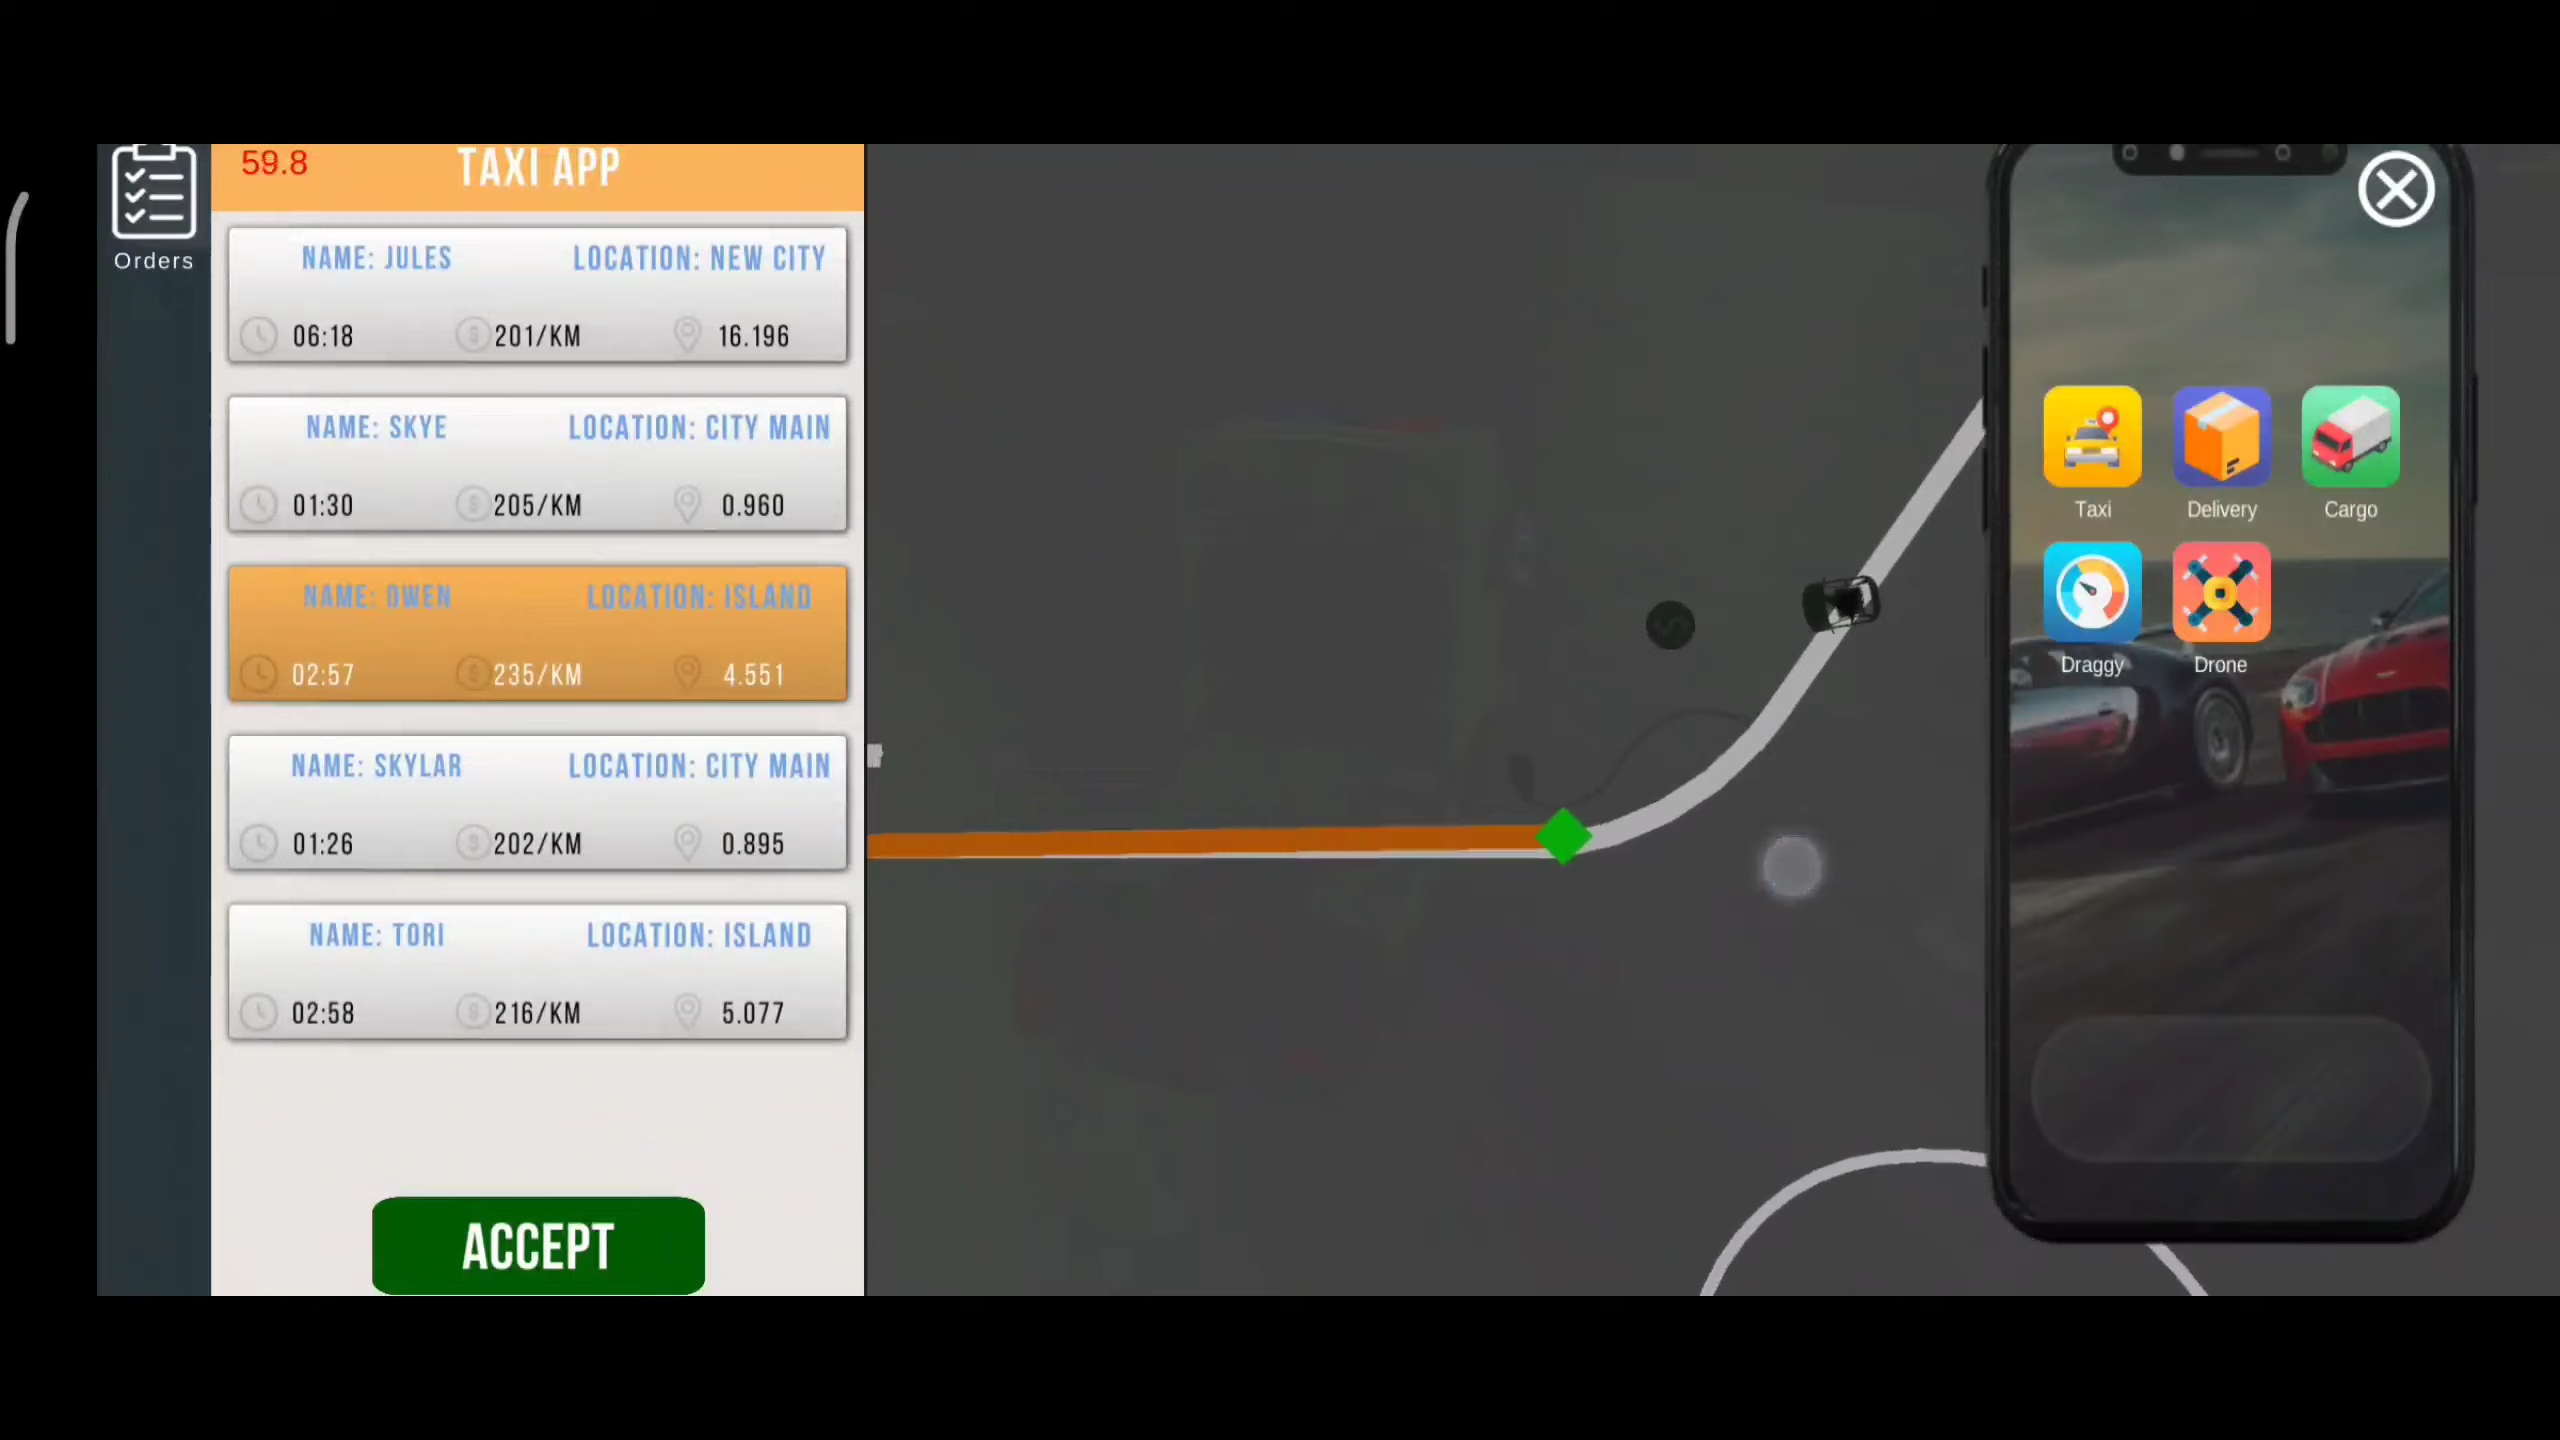 59.8 TAXI APP
Orders
NAME: JULES LOCATION: NEW CITY
06:18 201/KM 16.196
NAME: SKYE LOCATION: CITY MAIN
01:30 205/KM 0.960
NAME: OWEN LOCATION: ISLAND
02:57 235/KM 4.551
NAME: SKYLAR LOCATION: CITY MAIN
01:26 202/KM 0.895
NAME: TORI LOCATION: ISLAND
02:58 216/KM 5.077
ACCEPT
Taxi Delivery Cargo
Draggy Drone